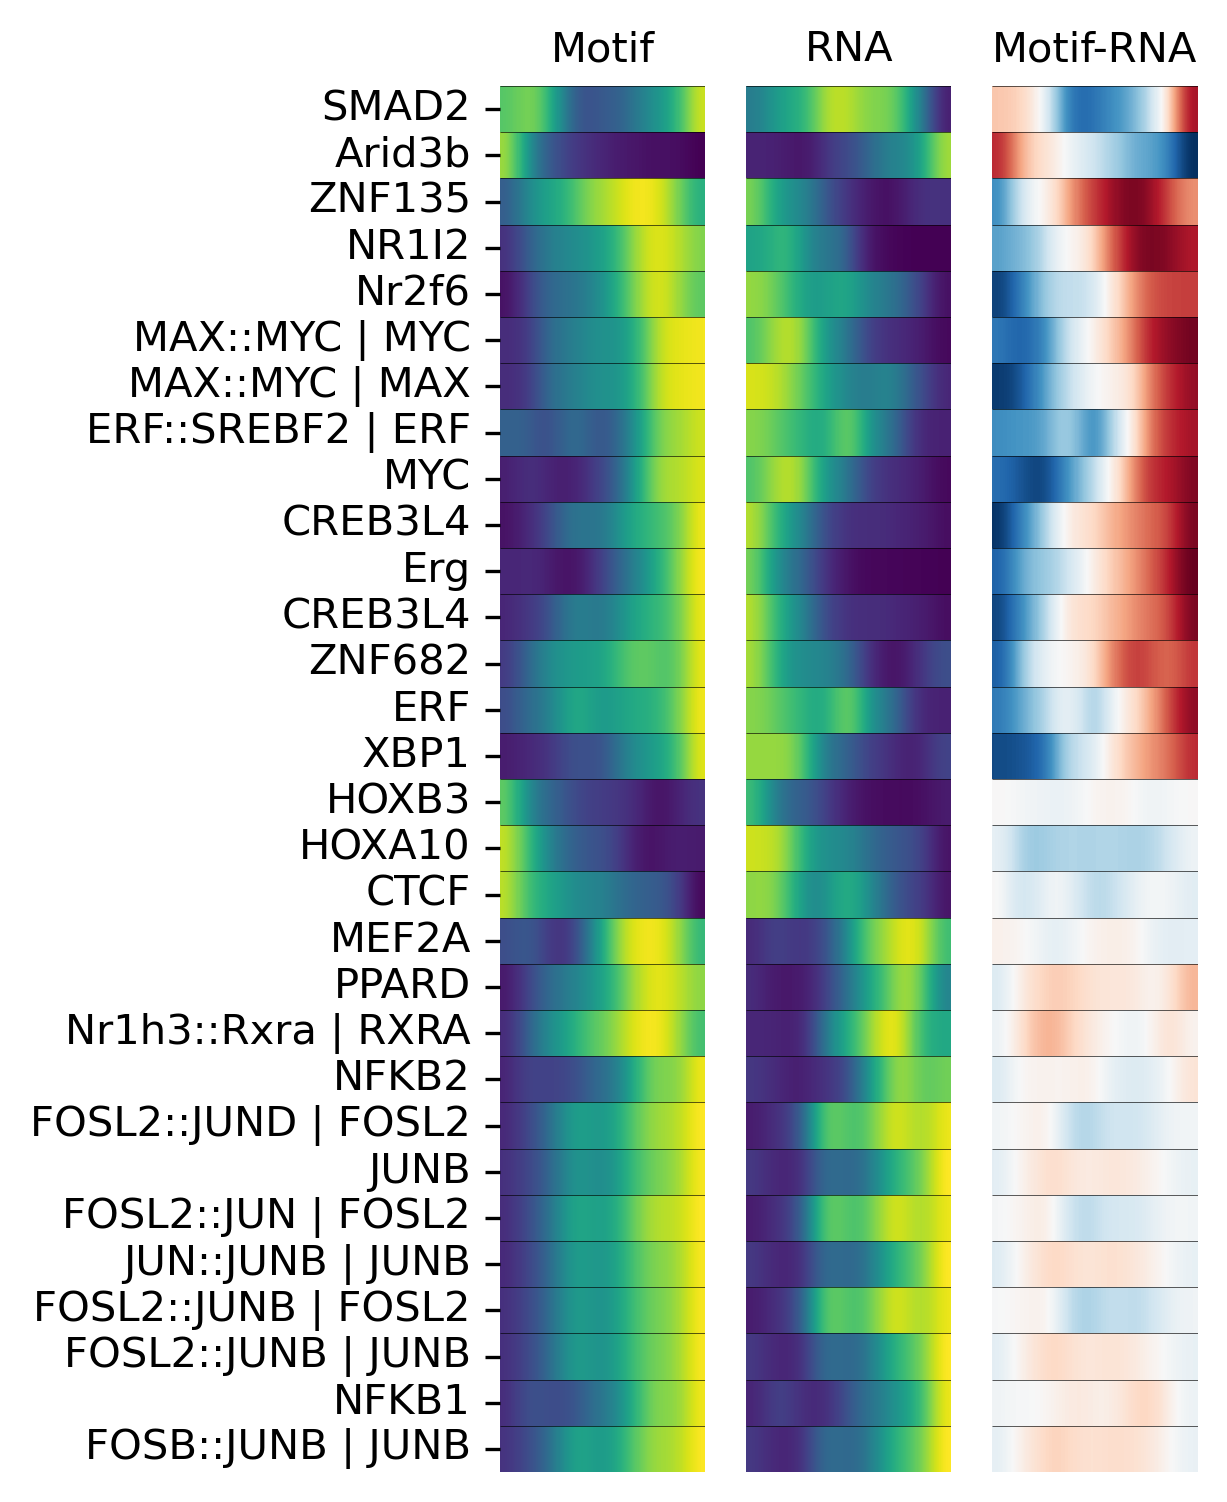 Motif RNA Motif-RNA
SMAD2
Arid3b
ZNF135
NR1I2
Nr2f6
MAX::MYC | MYC
MAX::MYC | MAX
ERF::SREBF2 | ERF
MYC
CREB3L4
Erg
CREB3L4
ZNF682
ERF
XBP1
HOXB3
HOXA10
CTCF
MEF2A
PPARD
Nr1h3::Rxra | RXRA
NFKB2
FOSL2::JUND | FOSL2
JUNB
FOSL2::JUN | FOSL2
JUN::JUNB | JUNB
FOSL2::JUNB | FOSL2
FOSL2::JUNB | JUNB
NFKB1
FOSB::JUNB | JUNB